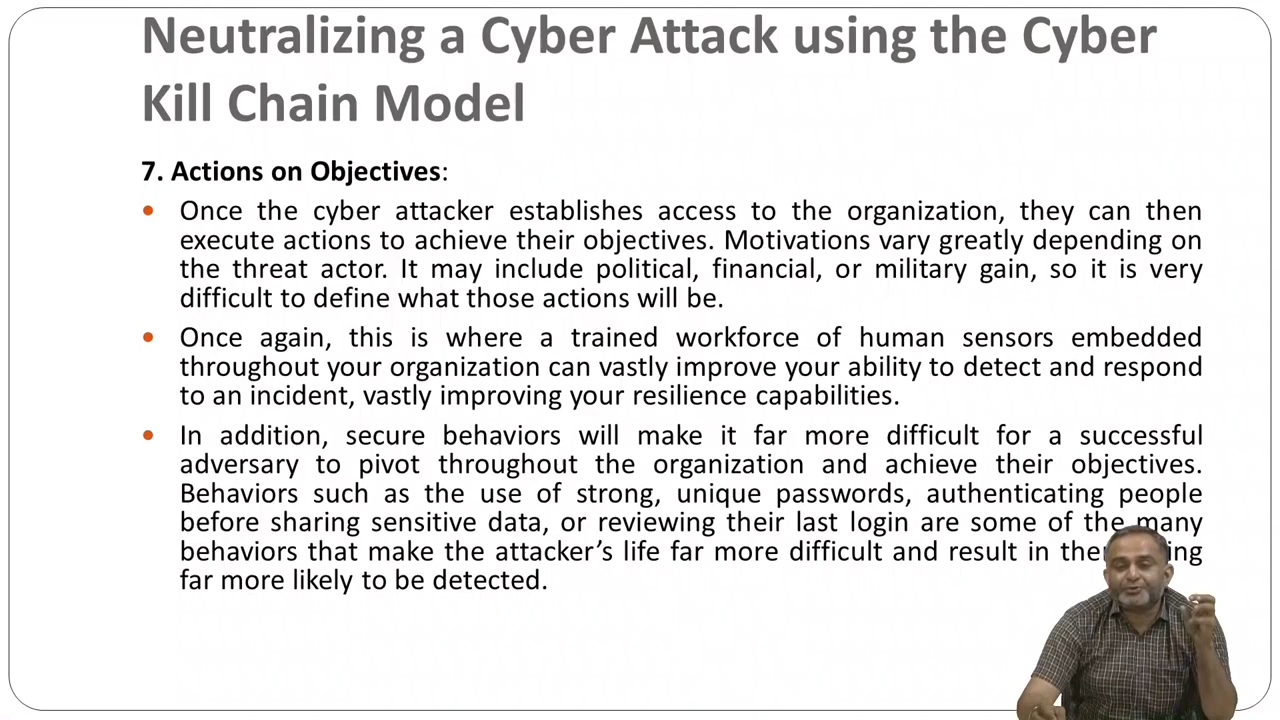 Neutralizing a Cyber Attack using the Cyber
Kill Chain Model
7. Actions on Objectives:
• Once the cyber attacker establishes access to the organization, they can then
execute actions to achieve their objectives. Motivations vary greatly depending on
the threat actor. It may include political, financial, or military gain, so it is very
difficult to define what those actions will be.
• Once again, this is where a trained workforce of human sensors embedded
throughout your organization can vastly improve your ability to detect and respond
to an incident, vastly improving your resilience capabilities.
• In addition, secure behaviors will make it far more difficult for a successful
adversary to pivot throughout the organization and achieve their objectives.
Behaviors such as the use of strong, unique passwords, authenticating people
before sharing sensitive data, or reviewing their last login are some of the many
behaviors that make the attacker’s life far more difficult and result in
far more likely to be detected.